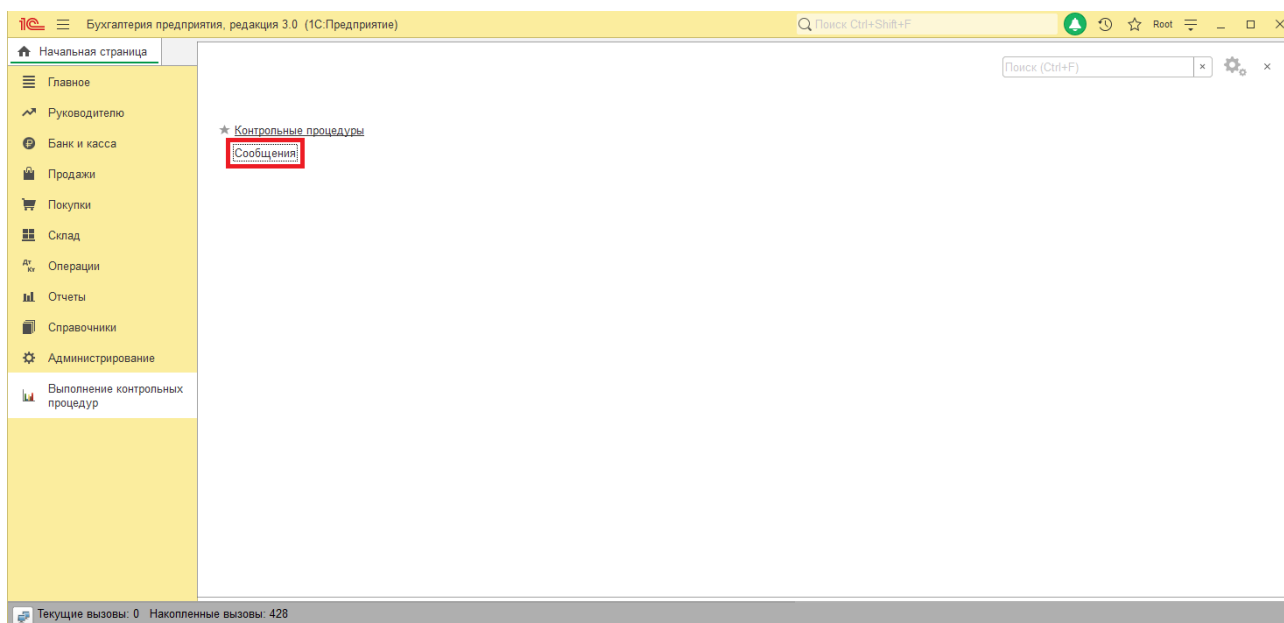 1С Бухгалтерия предприятия, редакция 3.0 (1С:Предприятие) Поиск Ctrl+Shift+F Root
Начальная страница
Поиск (Ctrl+F)
Главное
Руководителю
Контрольные процедуры
Банк и касса
Сообщения
Продажи
Покупки
Склад
Дт Кт Операции
Отчеты
Справочники
Администрирование
Выполнение контрольных
процедур
Текущие вызовы: 0 Накопленные вызовы: 428